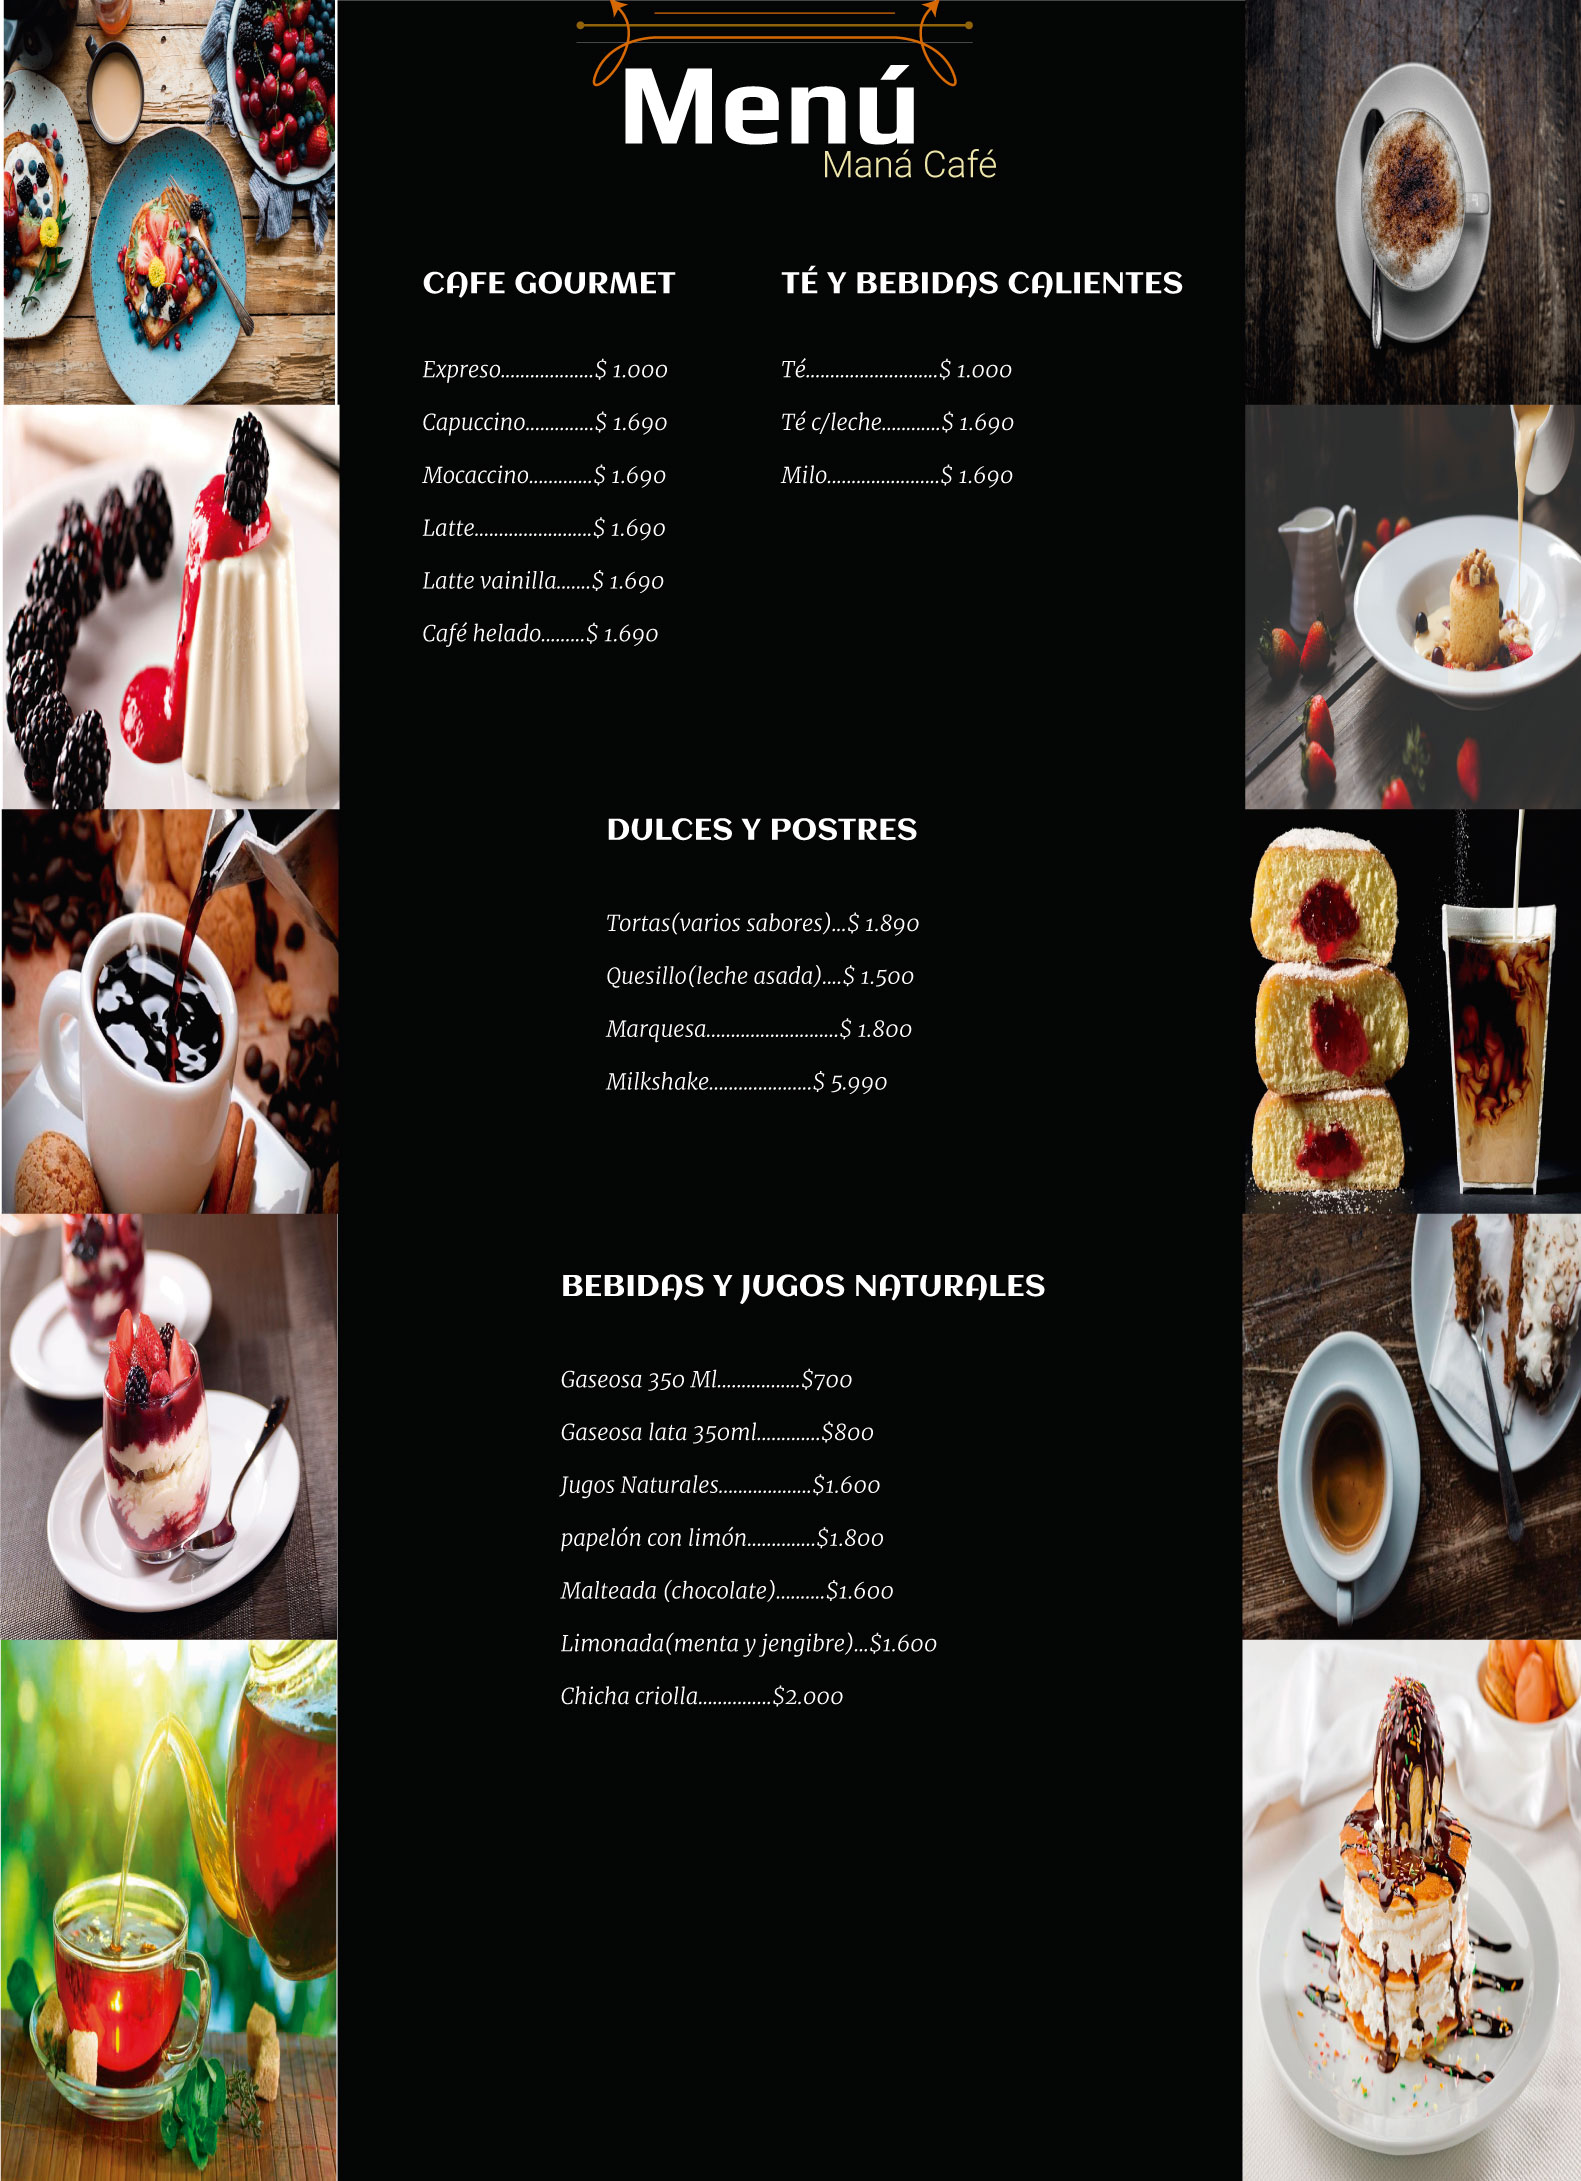 Menú
Maná Café
CAFE GOURMET
Expreso...................$ 1.000
Capuccino..............$ 1.690
Mocaccino.............$ 1.690
Latte........................$ 1.690
Latte vainilla.......$ 1.690
Café helado.........$ 1.690
TÉ Y BEBIDAS CALIENTES
Té...........................$ 1.000
Té c/leche............$ 1.690
Milo.......................$ 1.690
DULCES Y POSTRES
Tortas(varios sabores)...$ 1.890
Quesillo(leche asada)....$ 1.500
Marquesa...........................$ 1.800
Milkshake.....................$ 5.990
BEBIDAS Y JUGOS NATURALES
Gaseosa 350 Ml.................$700
Gaseosa lata 350ml.............$800
Jugos Naturales...................$1.600
papelón con limón..............$1.800
Malteada (chocolate)..........$1.600
Limonada(menta y jengibre)...$1.600
Chicha criolla...............$2.000